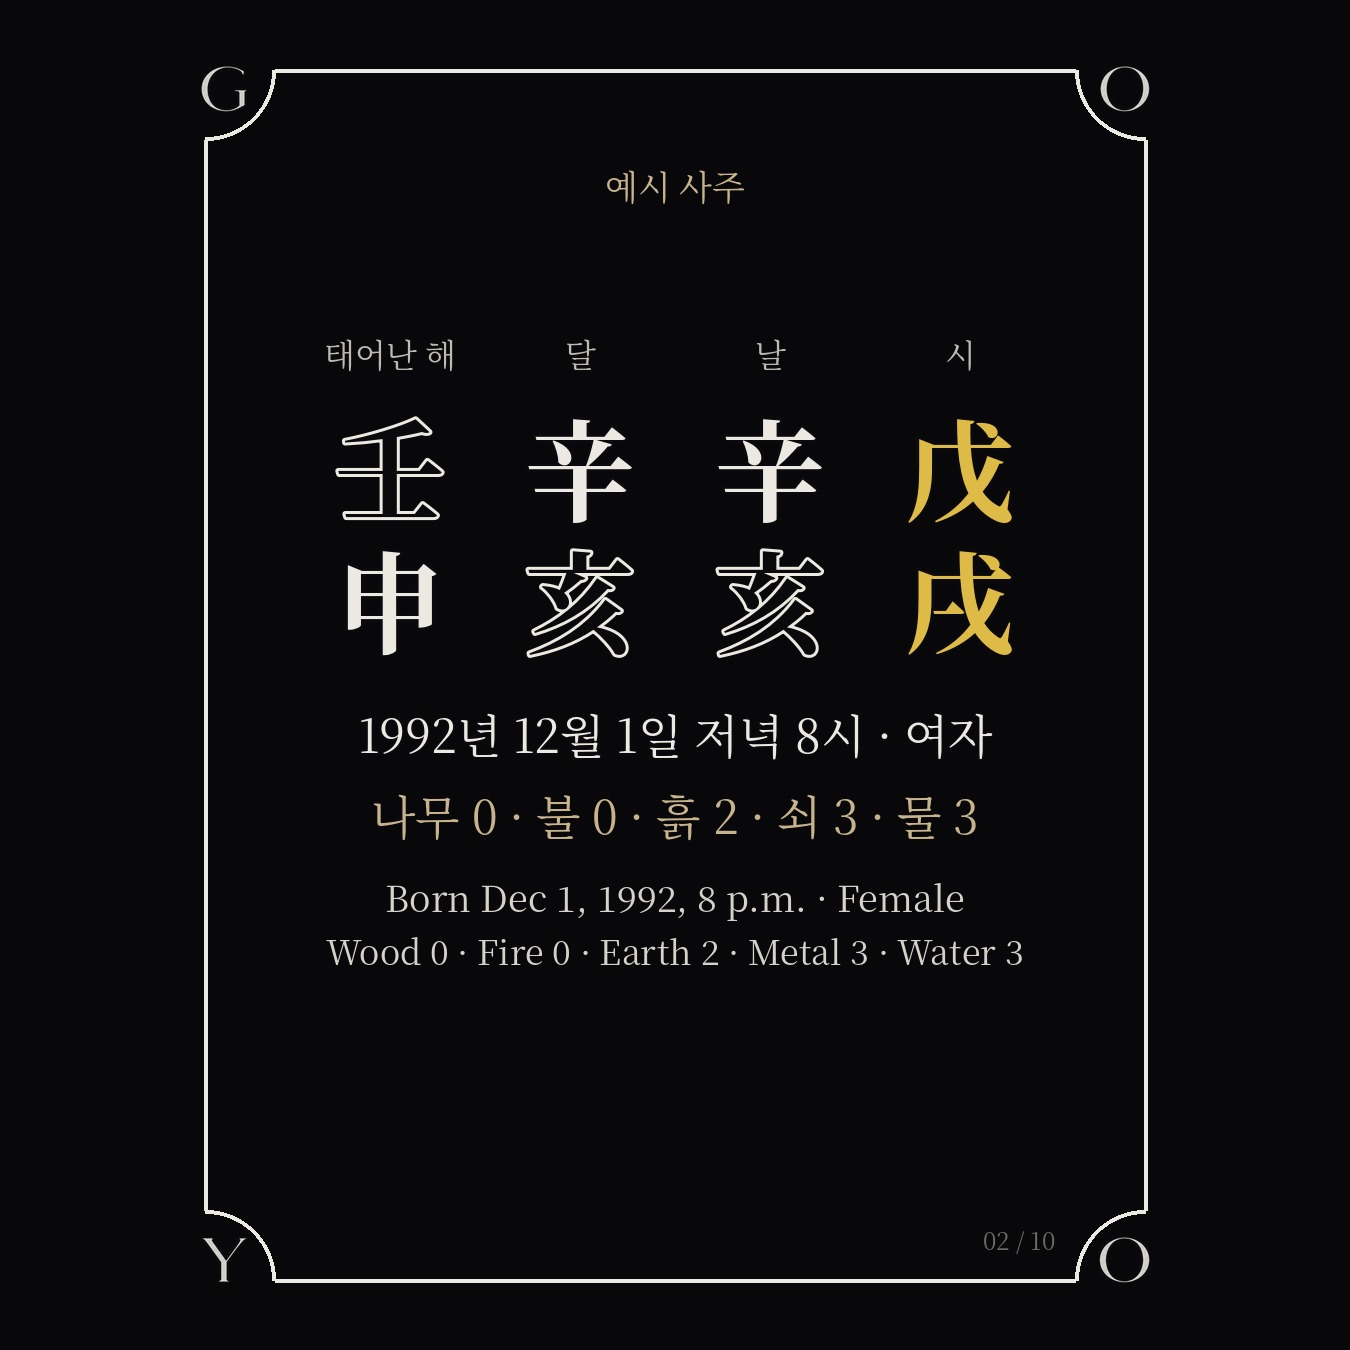 G O
예시 사주
태어난 해 달 날 시
壬 辛 辛 戊
申 亥 亥 戌
1992년 12월 1일 저녁 8시 · 여자
나무 0 · 불 0 · 흙 2 · 쇠 3 · 물 3
Born Dec 1, 1992, 8 p.m. · Female
Wood 0 · Fire 0 · Earth 2 · Metal 3 · Water 3
02 / 10
Y O